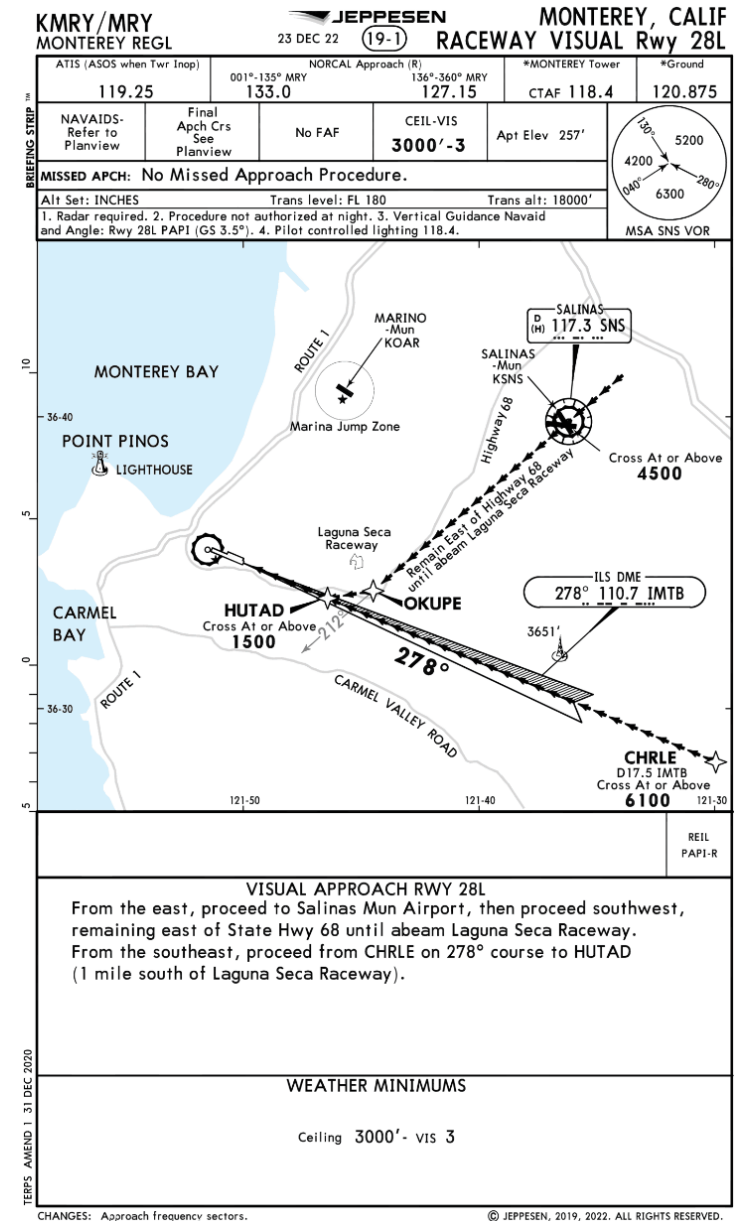 KMRY/MRY
MONTEREY REGL
JEPPESEN
23 DEC 22
19-1
MONTEREY, CALIF
RACEWAY VISUAL Rwy 28L
BRIEFING STRIP ™
ATIS (ASOS when Twr Inop)
119.25
NORCAL Approach (R)
001°-135° MRY
133.0
136°-360° MRY
127.15
*MONTEREY Tower
CTAF 118.4
*Ground
120.875
NAVAIDS-
Refer to
Planview
Final
Apch Crs
See
Planview
No FAF
CEIL-VIS
3000'-3
Apt Elev 257'
MISSED APCH: No Missed Approach Procedure.
Alt Set: INCHES
Trans level: FL 180
Trans alt: 18000'
1. Radar required. 2. Procedure not authorized at night. 3. Vertical Guidance Navaid
and Angle: Rwy 28L PAPI (GS 3.5°). 4. Pilot controlled lighting 118.4.
130°
5200
4200
040°
280°
6300
MSA SNS VOR
MARINO
-Mun
KOAR
ROUTE 1
MONTEREY BAY
Marina Jump Zone
SALINAS
D
(H)
117.3 SNS
SALINAS
-Mun
KSNS
Highway 68
Cross At or Above
4500
10
36-40
POINT PINOS
LIGHTHOUSE
Remain East of Highway 68
until abeam Laguna Seca Raceway
5
Laguna Seca
Raceway
ILS DME
278° 110.7 IMTB
HUTAD
Cross At or Above
1500
OKUPE
212°
278°
3651'
CARMEL
BAY
0
ROUTE 1
36-30
CARMEL VALLEY ROAD
CHRLE
D17.5 IMTB
Cross At or Above
6100
5
121-50
121-40
121-30
REIL
PAPI-R
VISUAL APPROACH RWY 28L
From the east, proceed to Salinas Mun Airport, then proceed southwest,
remaining east of State Hwy 68 until abeam Laguna Seca Raceway.
From the southeast, proceed from CHRLE on 278° course to HUTAD
(1 mile south of Laguna Seca Raceway).
WEATHER MINIMUMS
Ceiling 3000'- VIS 3
TERPS AMEND 1 31 DEC 2020
CHANGES: Approach frequency sectors.
© JEPPESEN, 2019, 2022. ALL RIGHTS RESERVED.